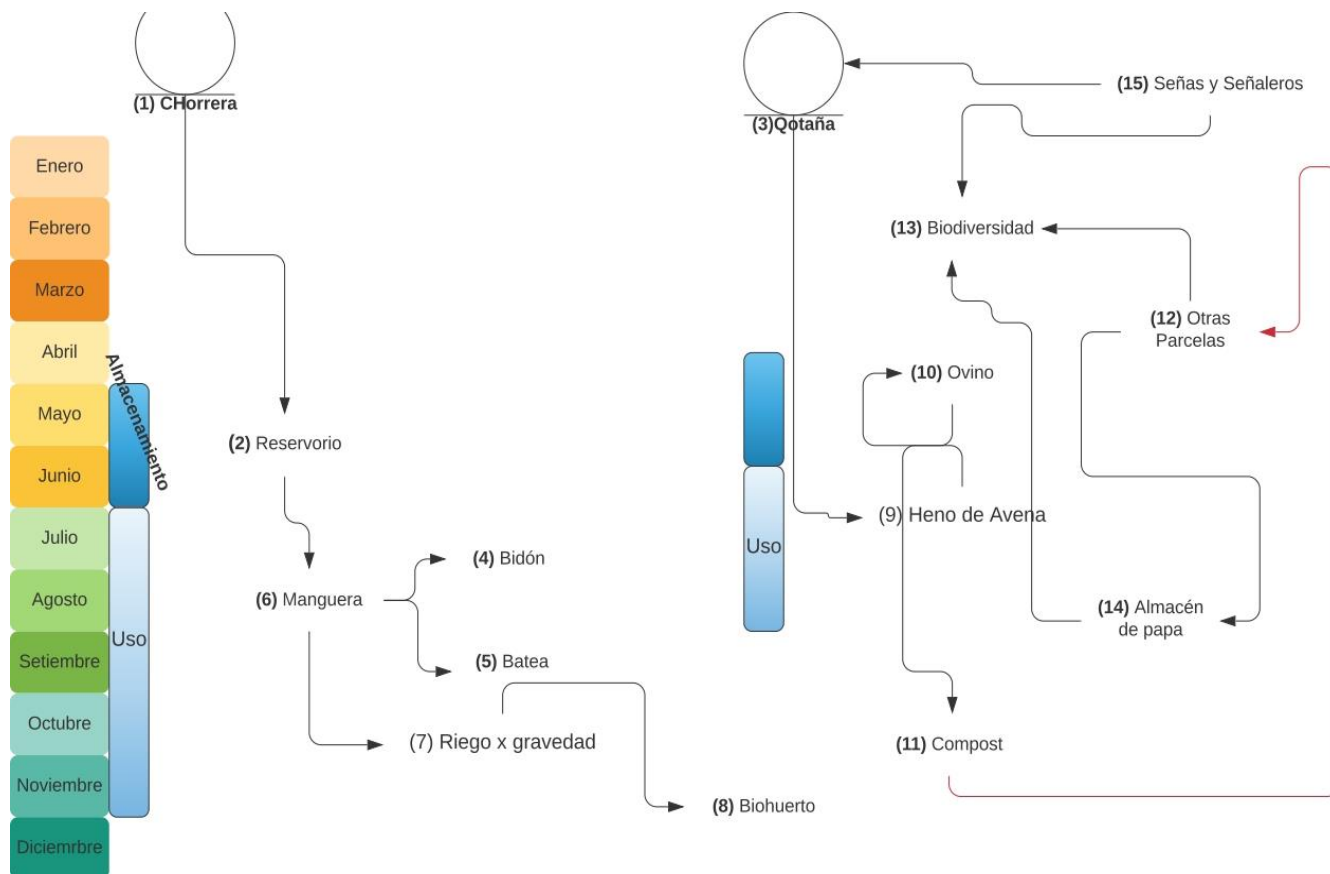 (1) CHorrera
(3)Qotaña
(15) Señas y Señaleros
Enero
Febrero
Marzo
Abril
Mayo
Junio
Julio
Agosto
Setiembre
Octubre
Noviembre
Diciemrbre
Almacenamiento
Uso
(2) Reservorio
(6) Manguera
(4) Bidón
(5) Batea
(7) Riego x gravedad
(8) Biohuerto
Uso
(13) Biodiversidad
(12) Otras
Parcelas
(10) Ovino
(9) Heno de Avena
(14) Almacén
de papa
(11) Compost